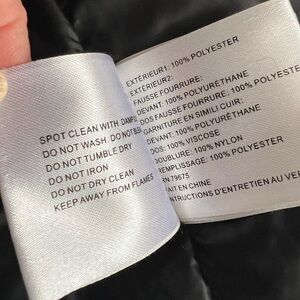 SPOT CLEAN WITH DAMP
DO NOT WASH DO NOT
DO NOT TUMBLE DRY
DO NOT IRON
DO NOT DRY CLEAN
KEEP AWAY FROM FLAMES
EXTÉRIEUR1: 100% POLYESTER
EXTÉRIEUR2:
FAUSSE FOURRURE:
DEVANT: 100% POLYURÉTHANE
DOS FAUSSE FOURRURE: 100% POLYESTER
GARNITURE EN SIMILI CUIR:
DEVANT: 100% POLYURÉTHANE
DOS: 100% VISCOSE
DOUBLURE: 100% NYLON
REMPLISSAGE: 100% POLYESTER
RN 79675
FAIT EN CHINE
INSTRUCTIONS D'ENTRETIEN AU VER